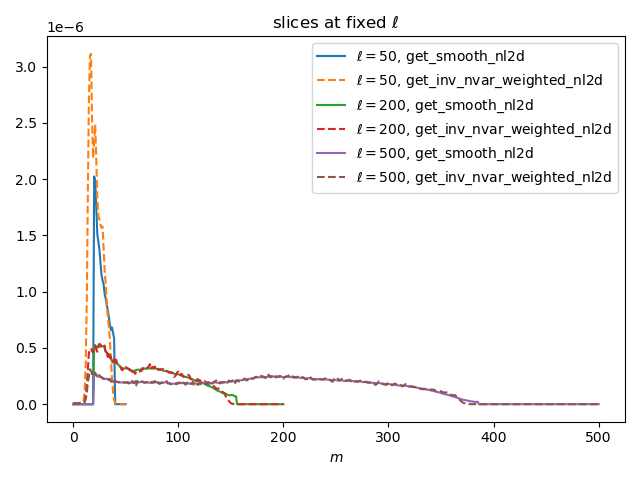 slices at fixed ℓ
1e−6
3.0
2.5
2.0
1.5
1.0
0.5
0.0
ℓ = 50, get_smooth_nl2d
ℓ = 50, get_inv_nvar_weighted_nl2d
ℓ = 200, get_smooth_nl2d
ℓ = 200, get_inv_nvar_weighted_nl2d
ℓ = 500, get_smooth_nl2d
ℓ = 500, get_inv_nvar_weighted_nl2d
0 100 200 300 400 500
m